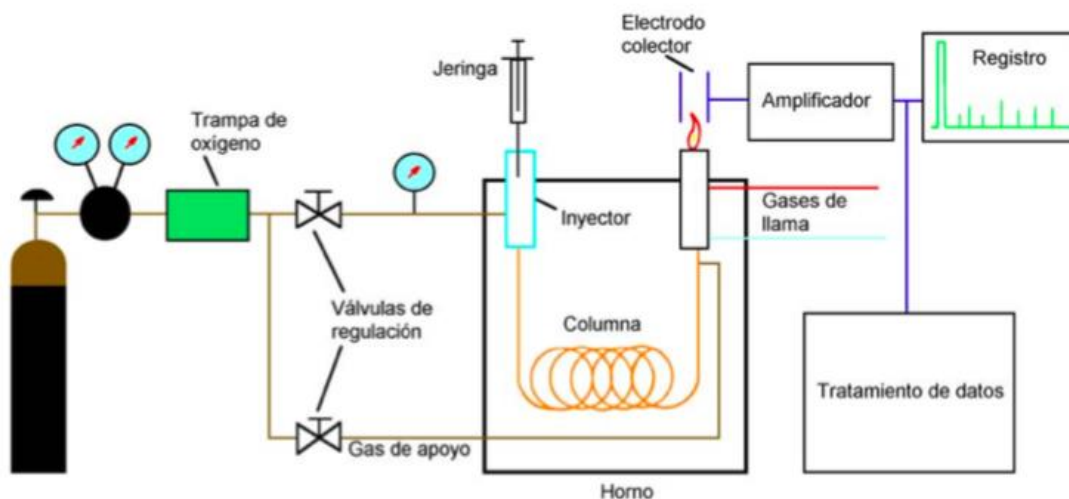 Electrodo
colector
Jeringa
Registro
Amplificador
Trampa de
oxígeno
Inyector
Gases de
llama
Válvulas de
regulación
Columna
Tratamiento de datos
Gas de apoyo
Horno